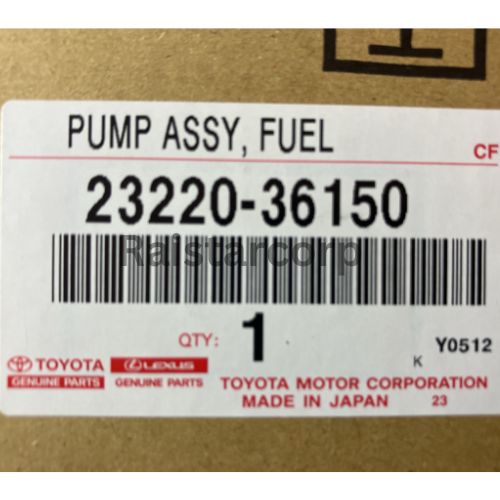 PUMP ASSY, FUEL
CF
23220-36150
Raistarcorp
QTY: 1
K
Y0512
TOYOTA
GENUINE PARTS
LEXUS
GENUINE PARTS
TOYOTA MOTOR CORPORATION
MADE IN JAPAN
23